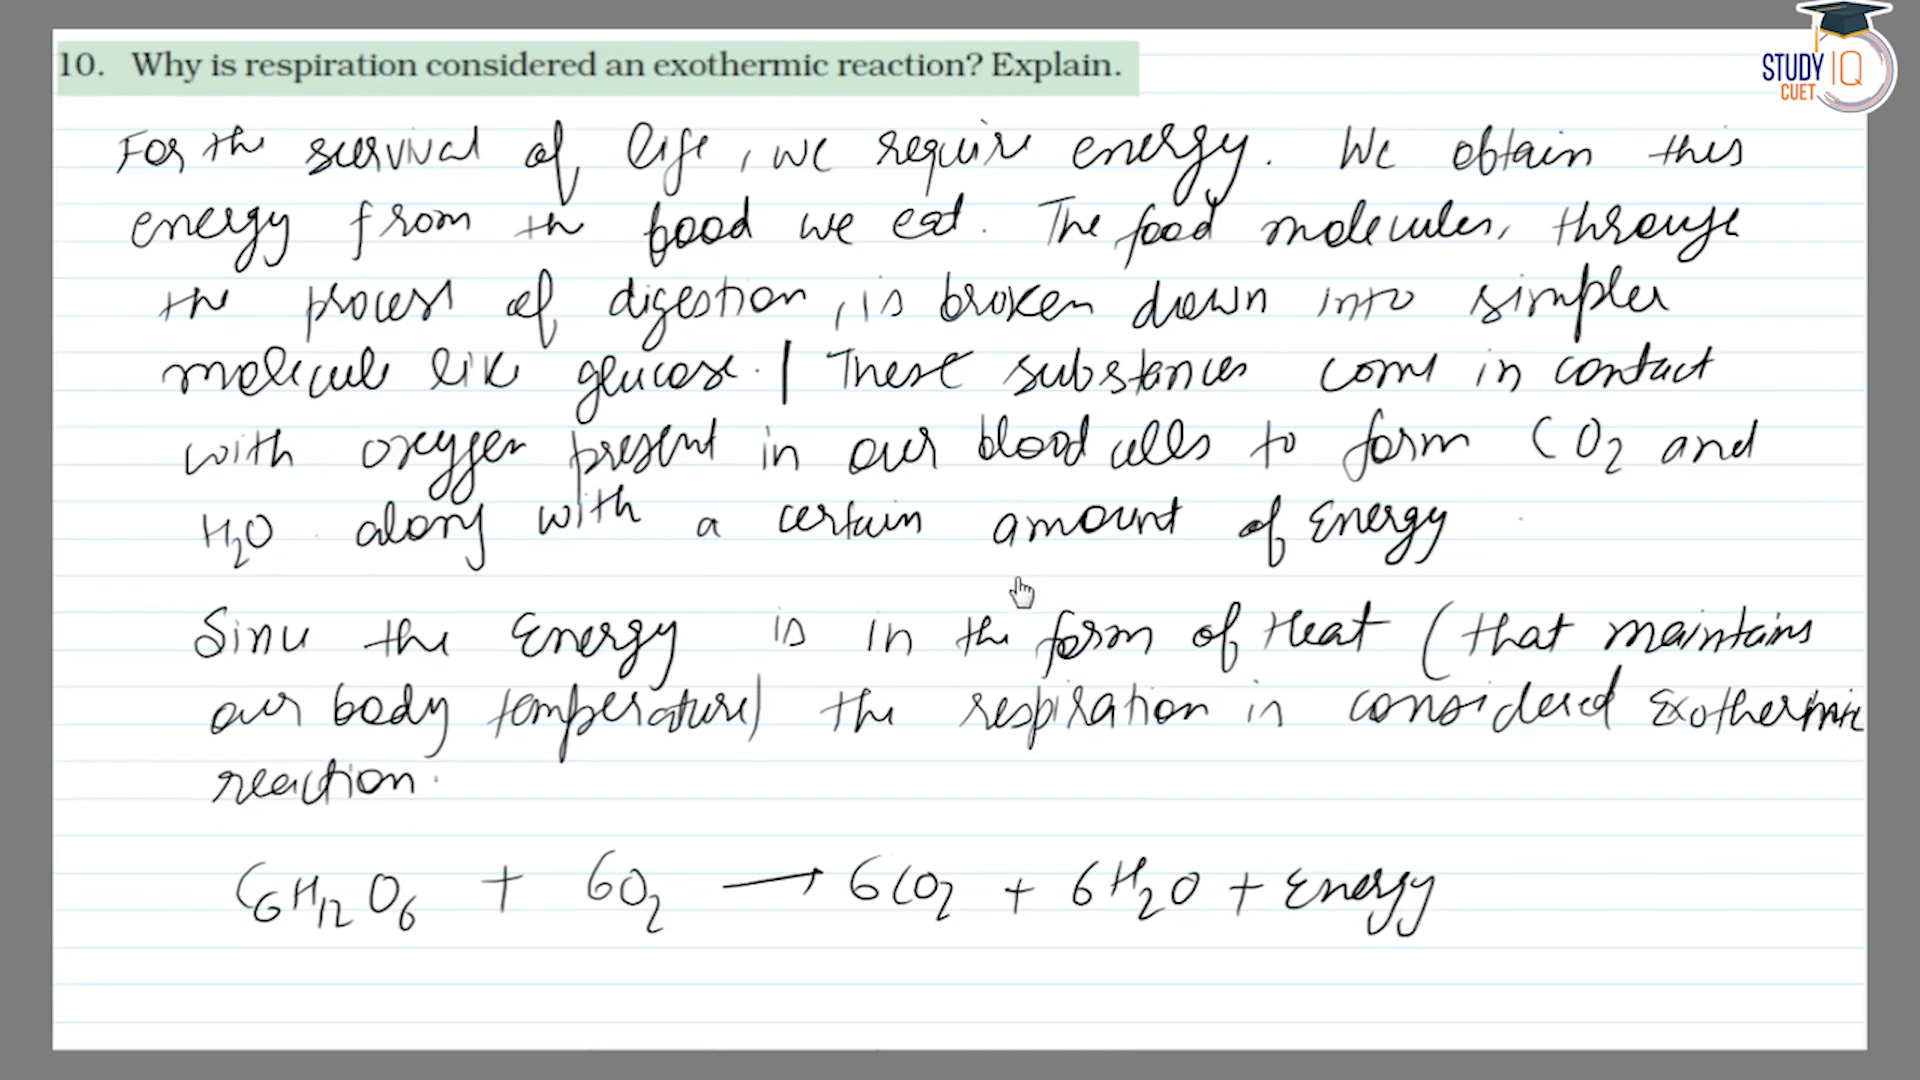 10. Why is respiration considered an exothermic reaction? Explain.
STUDY IQ
CUET
For the survival of life, we require energy. We obtain this
energy from the food we eat. The food molecules, through
the process of digestion, is broken down into simpler
molecule like glucose. | These substances come in contact
with oxygen present in our blood cells to form CO2 and
H2O along with a certain amount of Energy
Since the Energy is in the form of Heat (that maintains
our body temperature) the respiration is considered Exothermic
reaction.
C6H12O6 + 6O2 → 6CO2 + 6H2O + Energy